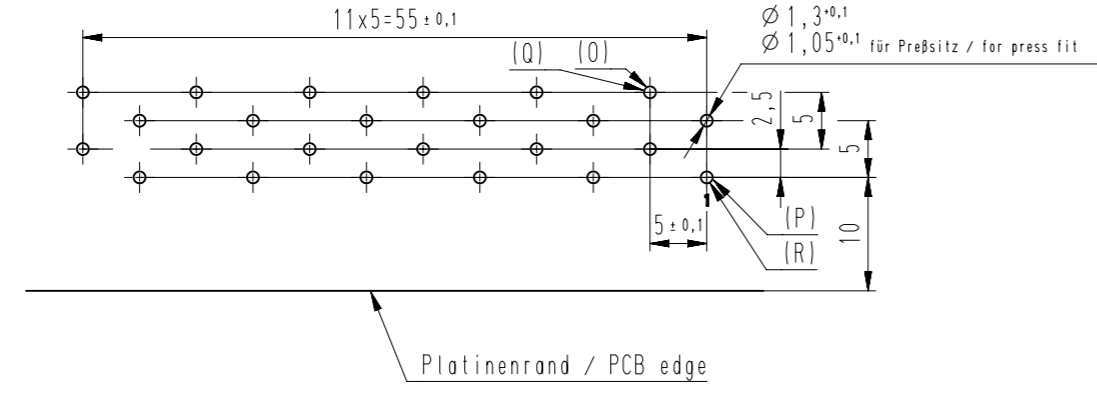 11x5=55±0,1
Ø 1,3+0,1
Ø 1,05+0,1 für Preßsitz / for press fit
(Q) (O)
2,5
5
5
1
(P)
5±0,1
(R)
10
Platinenrand / PCB edge